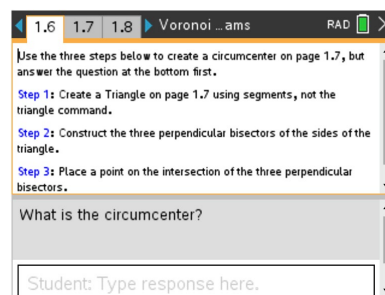 1.6 1.7 1.8 Voronoi ...ams RAD
Use the three steps below to create a circumcenter on page 1.7, but
answer the question at the bottom first.
Step 1: Create a Triangle on page 1.7 using segments, not the
triangle command.
Step 2: Construct the three perpendicular bisectors of the sides of the
triangle.
Step 3: Place a point on the intersection of the three perpendicular
bisectors.
What is the circumcenter?
Student: Type response here.